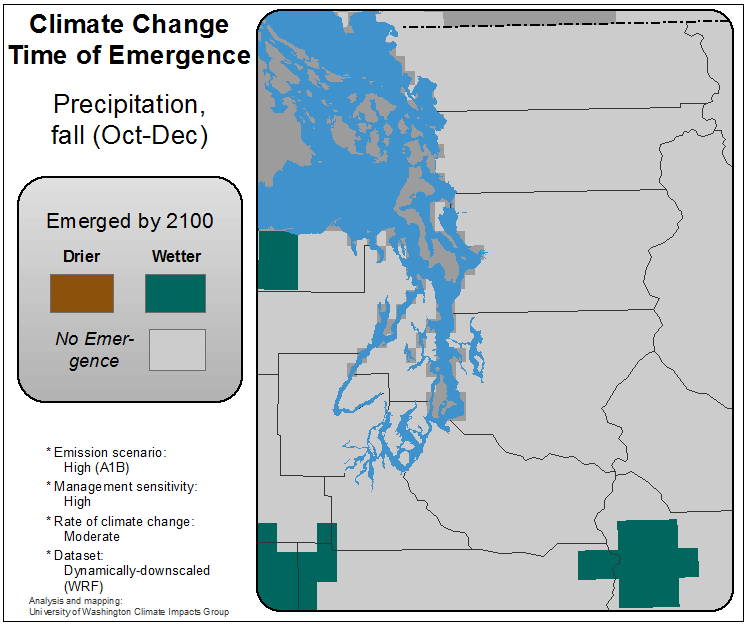 Climate Change
Time of Emergence
Precipitation,
fall (Oct-Dec)
Emerged by 2100
Drier Wetter
No Emer-
gence
* Emission scenario:
High (A1B)
* Management sensitivity:
High
* Rate of climate change:
Moderate
* Dataset:
Dynamically-downscaled
(WRF)
Analysis and mapping:
University of Washington Climate Impacts Group